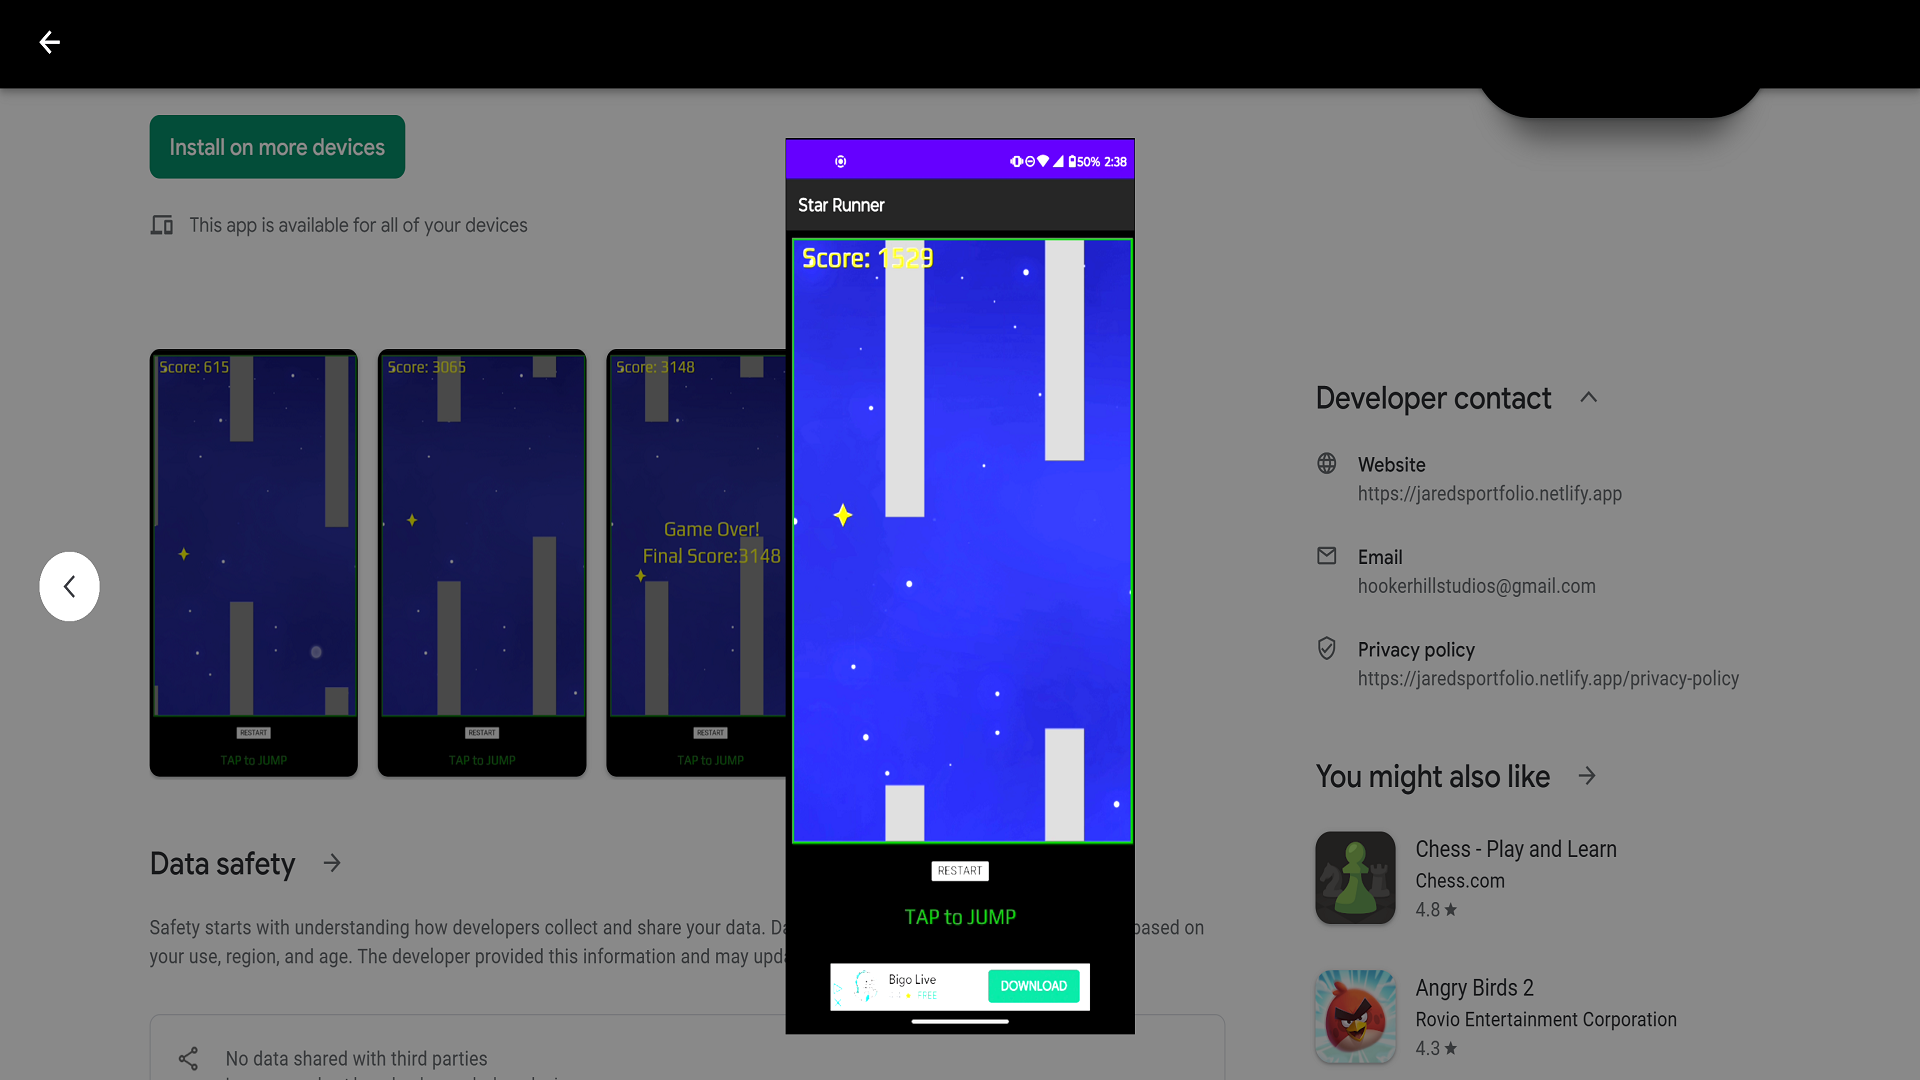 Install on more devices
This app is available for all of your devices
50% 2:38
Star Runner
Score: 1529
RESTART
TAP to JUMP
Bigo Live
FREE
DOWNLOAD
Score: 615
RESTART
TAP to JUMP
Score: 3065
RESTART
TAP to JUMP
Score: 3148
Game Over!
Final Score:3148
RESTART
TAP to JUMP
Data safety
Safety starts with understanding how developers collect and share your data.
based on
your use, region, and age. The developer provided this information and may
No data shared with third parties
Developer contact
Website
https://jaredsportfolio.netlify.app
Email
hookerhillstudios@gmail.com
Privacy policy
https://jaredsportfolio.netlify.app/privacy-policy
You might also like
Chess - Play and Learn
Chess.com
4.8
Angry Birds 2
Rovio Entertainment Corporation
4.3